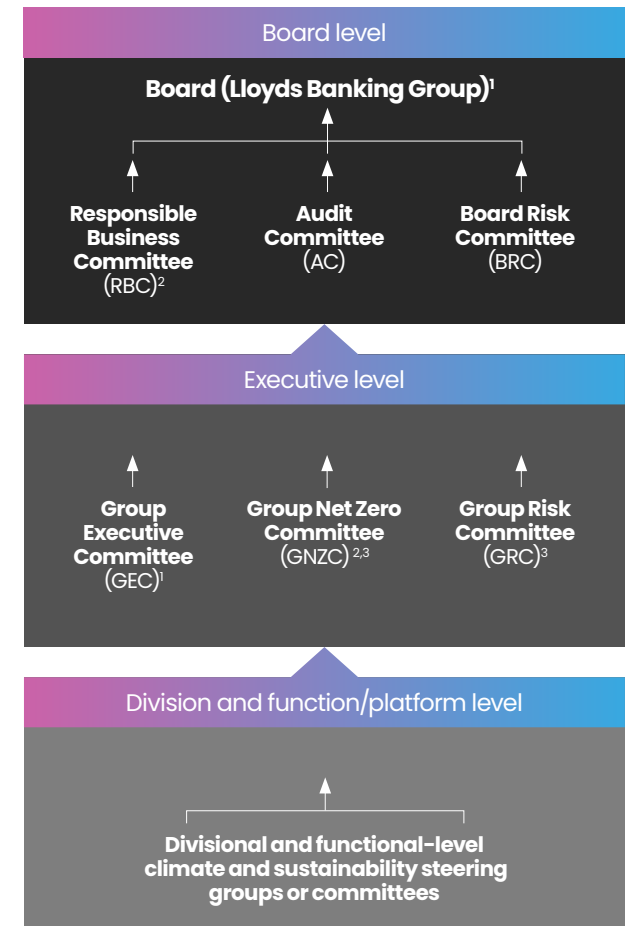 Board level
Board (Lloyds Banking Group)¹
Responsible
Business
Committee
(RBC)²
Audit
Committee
(AC)
Board Risk
Committee
(BRC)
Executive level
Group
Executive
Committee
(GEC)¹
Group Net Zero
Committee
(GNZC) ²,³
Group Risk
Committee
(GRC)³
Division and function/platform level
Divisional and functional-level
climate and sustainability steering
groups or committees